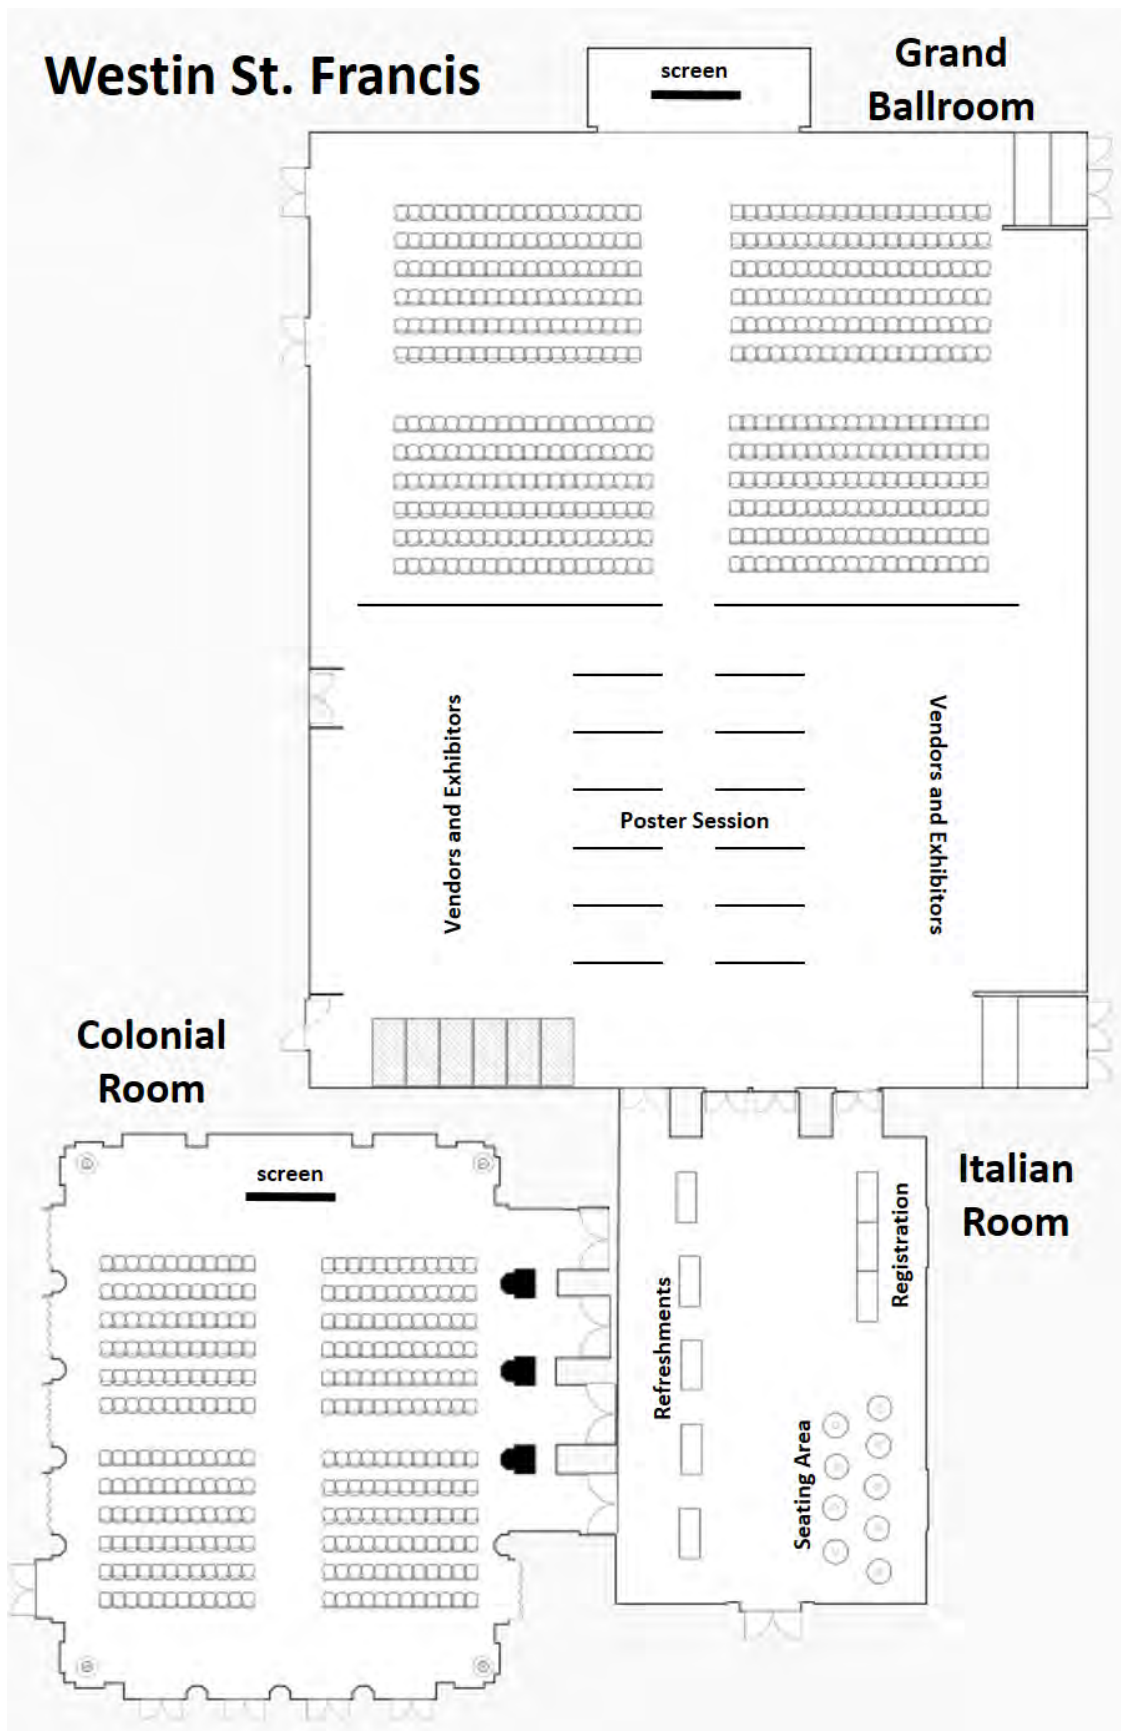 Westin St. Francis
screen
Grand
Ballroom
Vendors and Exhibitors
Poster Session
Vendors and Exhibitors
Colonial
Room
screen
Italian
Room
Refreshments
Registration
Seating Area